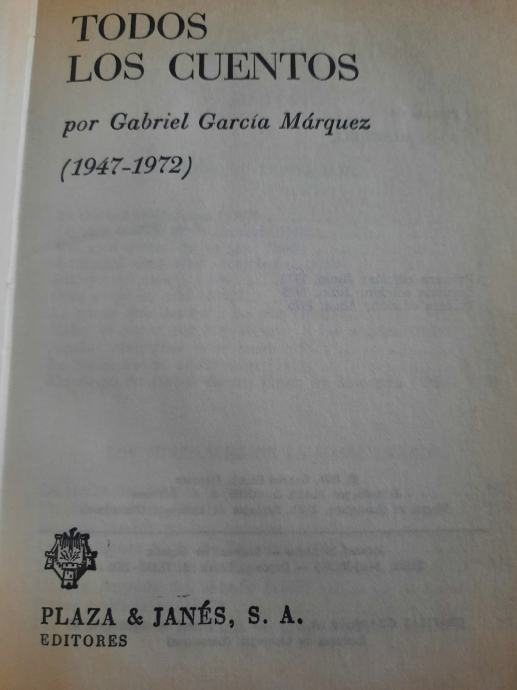 TODOS
LOS CUENTOS
por Gabriel García Márquez
(1947-1972)
PLAZA & JANÉS, S. A.
EDITORES